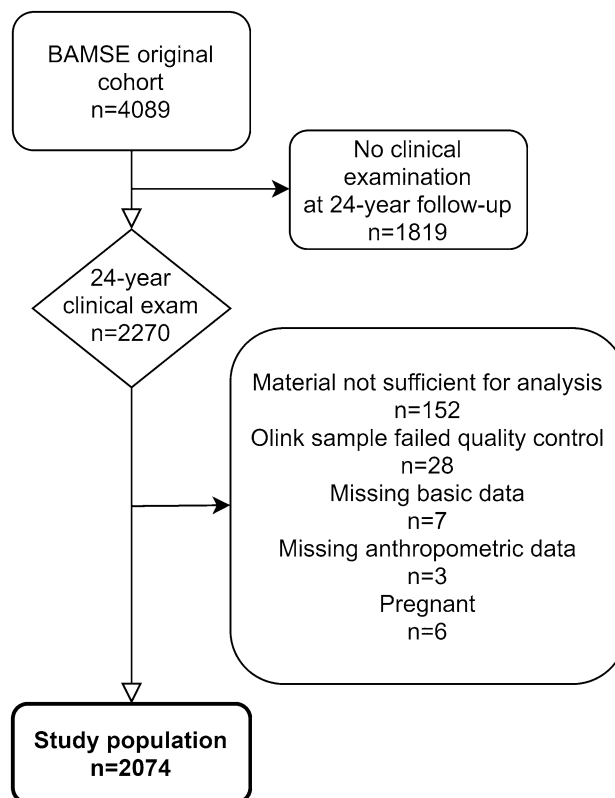 BAMSE original
cohort
n=4089
No clinical
examination
at 24-year follow-up
n=1819
24-year
clinical exam
n=2270
Material not sufficient for analysis
n=152
Olink sample failed quality control
n=28
Missing basic data
n=7
Missing anthropometric data
n=3
Pregnant
n=6
Study population
n=2074